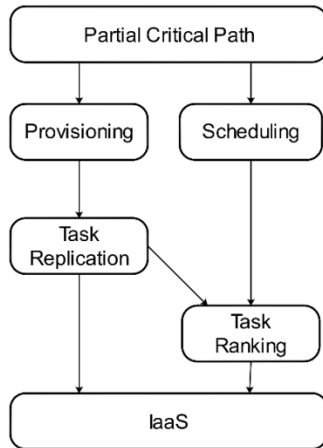 Partial Critical Path
Provisioning
Scheduling
Task
Replication
Task
Ranking
IaaS